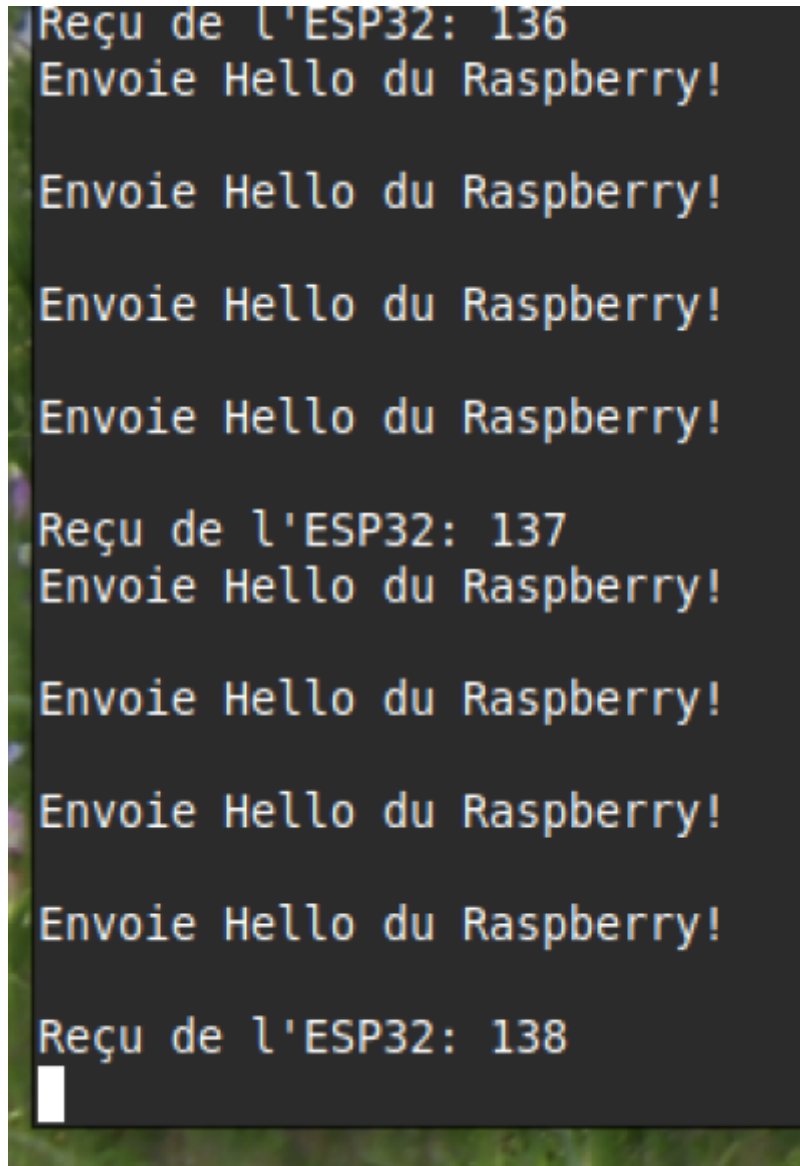 Reçu de l'ESP32: 136
Envoie Hello du Raspberry!
Envoie Hello du Raspberry!
Envoie Hello du Raspberry!
Envoie Hello du Raspberry!
Reçu de l'ESP32: 137
Envoie Hello du Raspberry!
Envoie Hello du Raspberry!
Envoie Hello du Raspberry!
Envoie Hello du Raspberry!
Reçu de l'ESP32: 138